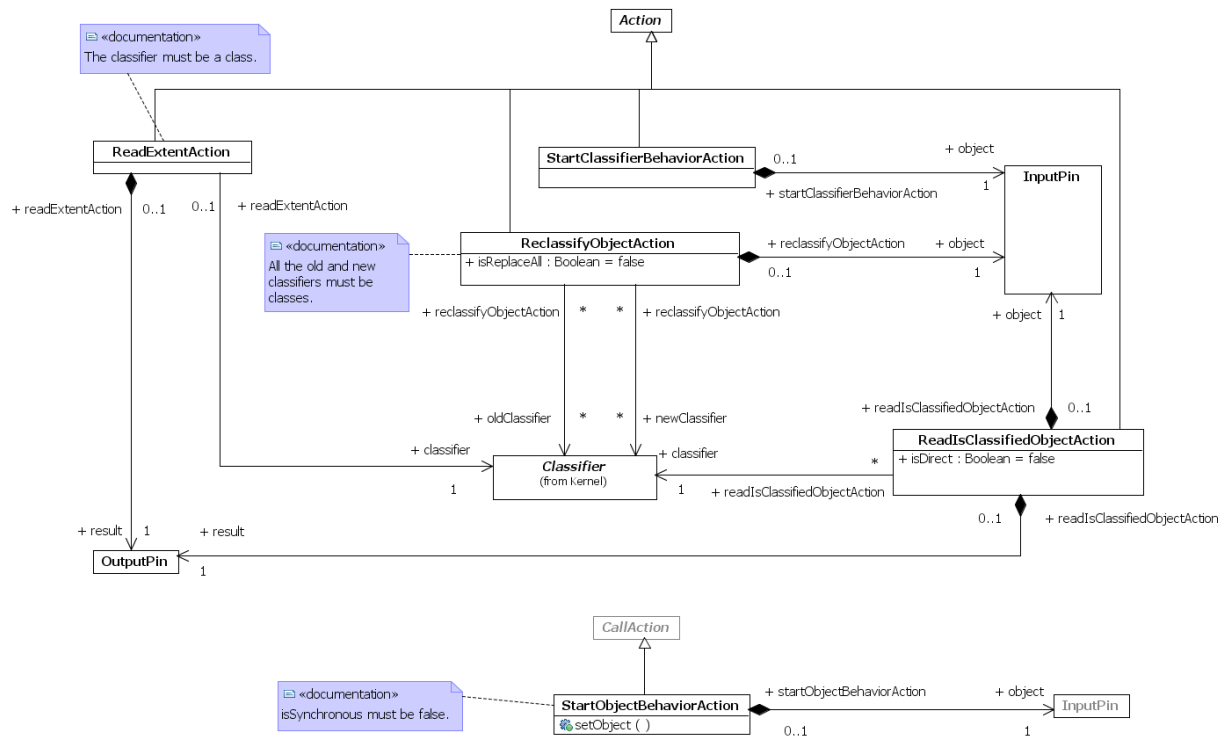 Action
«documentation»
The classifier must be a class.
ReadExtentAction
StartClassifierBehaviorAction
0..1
+ object
+ startClassifierBehaviorAction
1
InputPin
+ readExtentAction
0..1
0..1
+ readExtentAction
«documentation»
All the old and new
classifiers must be
classes.
ReclassifyObjectAction
+ isReplaceAll : Boolean = false
+ reclassifyObjectAction
+ object
0..1
1
+ reclassifyObjectAction
*
*
+ reclassifyObjectAction
+ object
1
+ oldClassifier
*
*
+ newClassifier
+ readIsClassifiedObjectAction
0..1
ReadIsClassifiedObjectAction
+ isDirect : Boolean = false
+ classifier
1
Classifier
(from Kernel)
+ classifier
1
*
+ readIsClassifiedObjectAction
0..1
+ readIsClassifiedObjectAction
+ result
1
+ result
1
OutputPin
CallAction
«documentation»
isSynchronous must be false.
StartObjectBehaviorAction
setObject ( )
+ startObjectBehaviorAction
0..1
+ object
1
InputPin